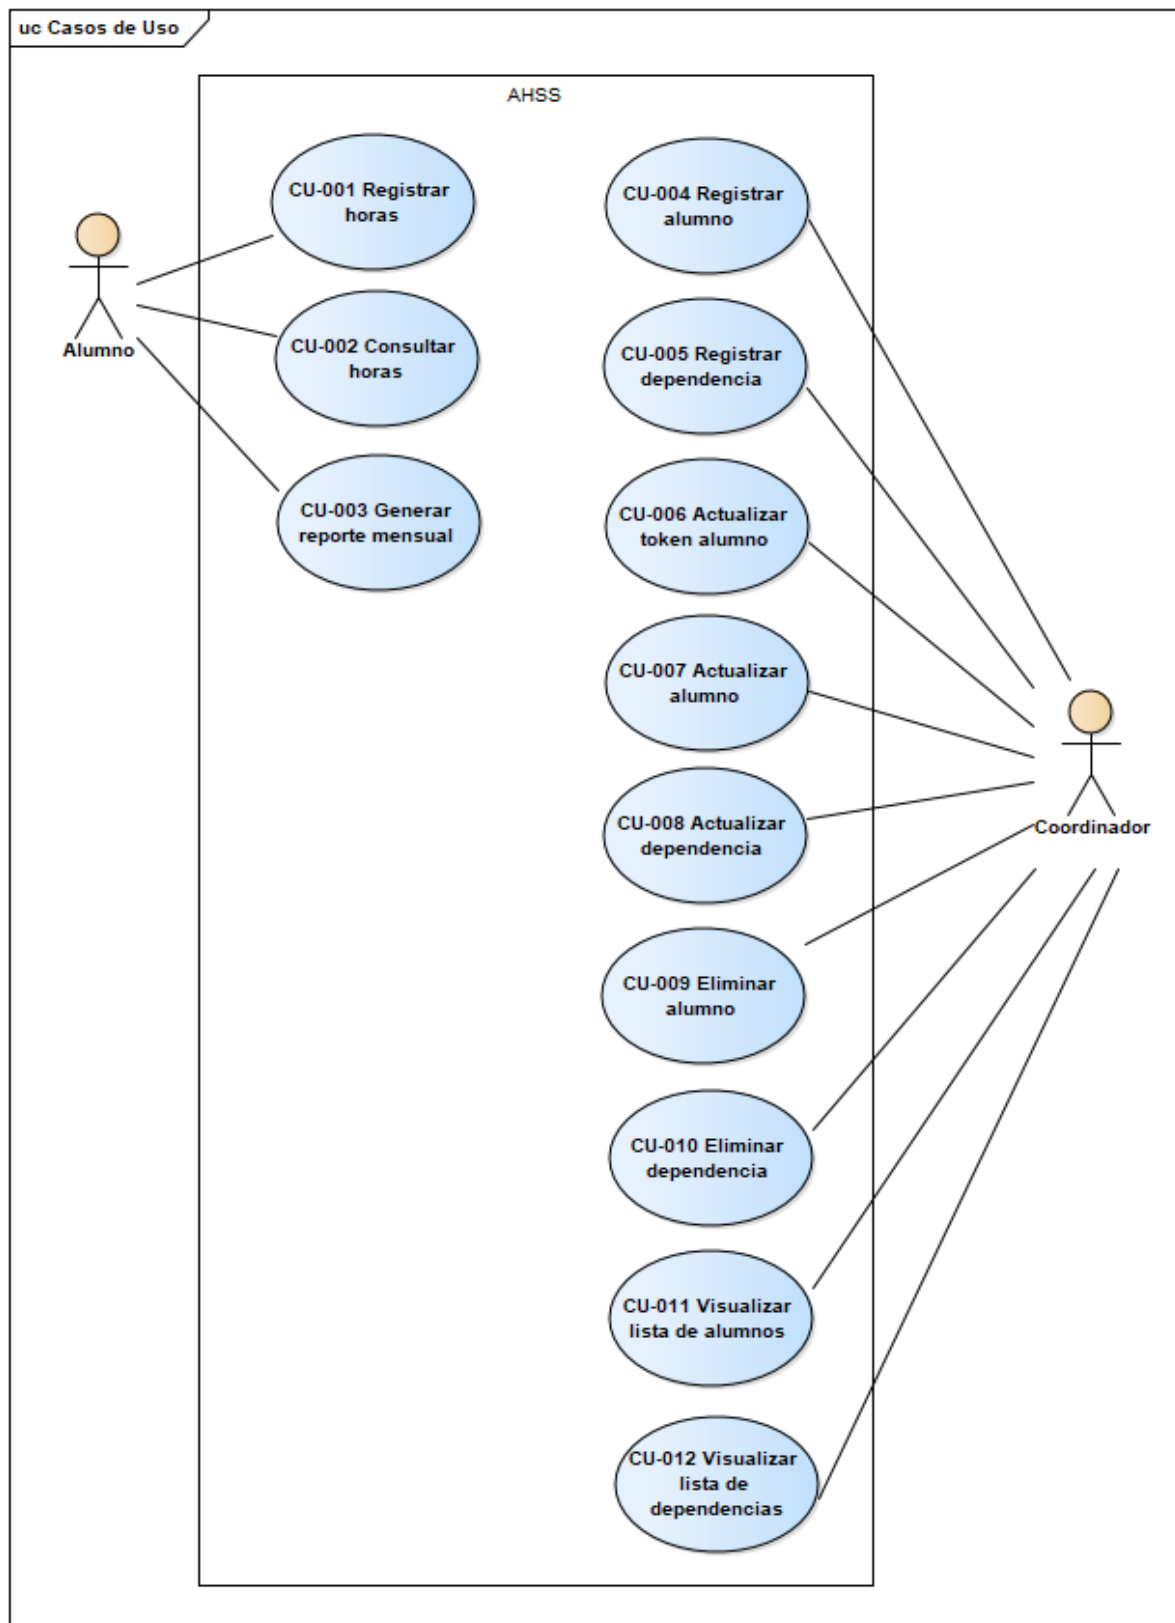 uc Casos de Uso
AHSS
CU-001 Registrar
horas
CU-002 Consultar
horas
CU-003 Generar
reporte mensual
Alumno
CU-004 Registrar
alumno
CU-005 Registrar
dependencia
CU-006 Actualizar
token alumno
CU-007 Actualizar
alumno
CU-008 Actualizar
dependencia
CU-009 Eliminar
alumno
CU-010 Eliminar
dependencia
CU-011 Visualizar
lista de alumnos
CU-012 Visualizar
lista de
dependencias
Coordinador